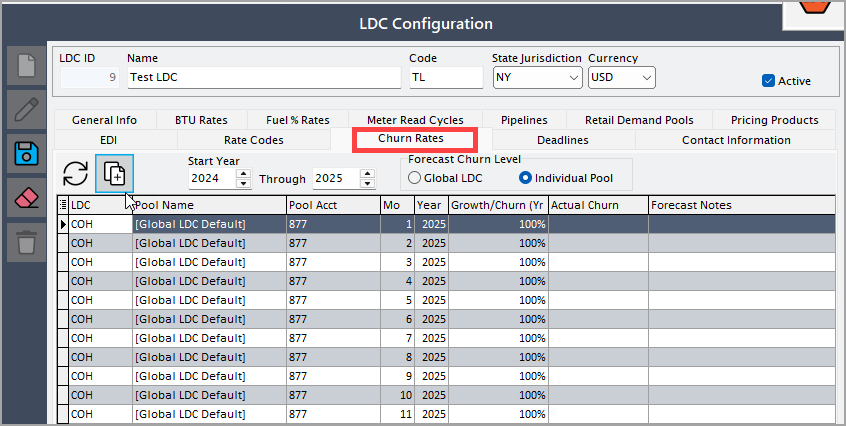 LDC Configuration
LDC ID Name Code State Jurisdiction Currency
9 Test LDC TL NY USD Active
General Info BTU Rates Fuel % Rates Meter Read Cycles Pipelines Retail Demand Pools Pricing Products
EDI Rate Codes Churn Rates Deadlines Contact Information
Start Year Forecast Churn Level
2024 Through 2025 Global LDC Individual Pool
LDC Pool Name Pool Acct Mo Year Growth/Churn (Yr Actual Churn Forecast Notes
COH [Global LDC Default] 877 1 2025 100%
COH [Global LDC Default] 877 2 2025 100%
COH [Global LDC Default] 877 3 2025 100%
COH [Global LDC Default] 877 4 2025 100%
COH [Global LDC Default] 877 5 2025 100%
COH [Global LDC Default] 877 6 2025 100%
COH [Global LDC Default] 877 7 2025 100%
COH [Global LDC Default] 877 8 2025 100%
COH [Global LDC Default] 877 9 2025 100%
COH [Global LDC Default] 877 10 2025 100%
COH [Global LDC Default] 877 11 2025 100%